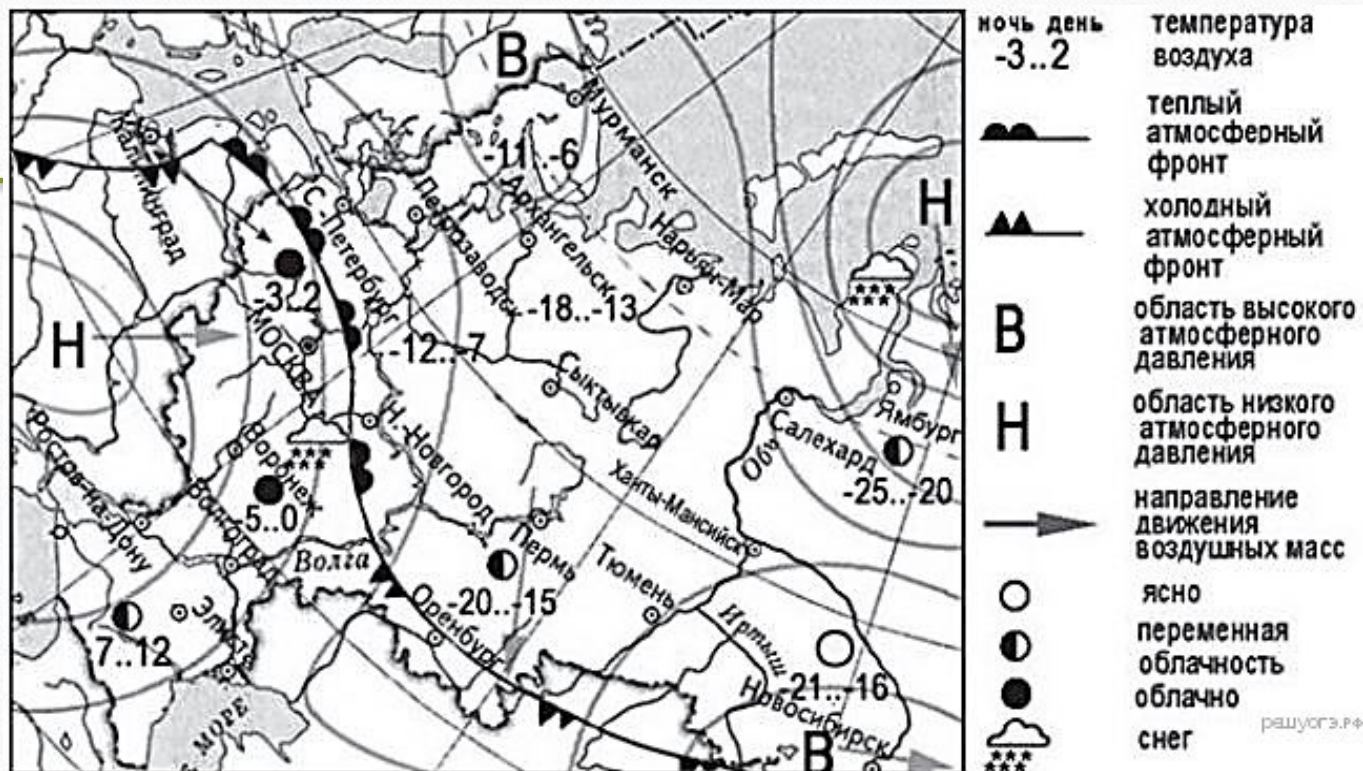 В
Мурманск
-11..-6
Архангельск
Нарьян-Мар
Н
Калининград
С.-Петербург
Петрозаводск
-18..-13
-3..2
МОСКВА
Н
-12..-7
Сыктывкар
Ямбург
Салехард
Обь
-25..-20
Ростов-на-Дону
Воронеж
Н.-Новгород
Ханты-Мансийск
-5..0
Волгоград
Волга
Пермь
Тюмень
Оренбург
-20..-15
Иртыш
Элиста
7..12
-21..-16
Новосибирск
МОРЕ
В
ночь день
-3..2
температура
воздуха
теплый
атмосферный
фронт
холодный
атмосферный
фронт
В
область высокого
атмосферного
давления
Н
область низкого
атмосферного
давления
направление
движения
воздушных масс
ясно
переменная
облачность
облачно
снег
решуогэ.рф